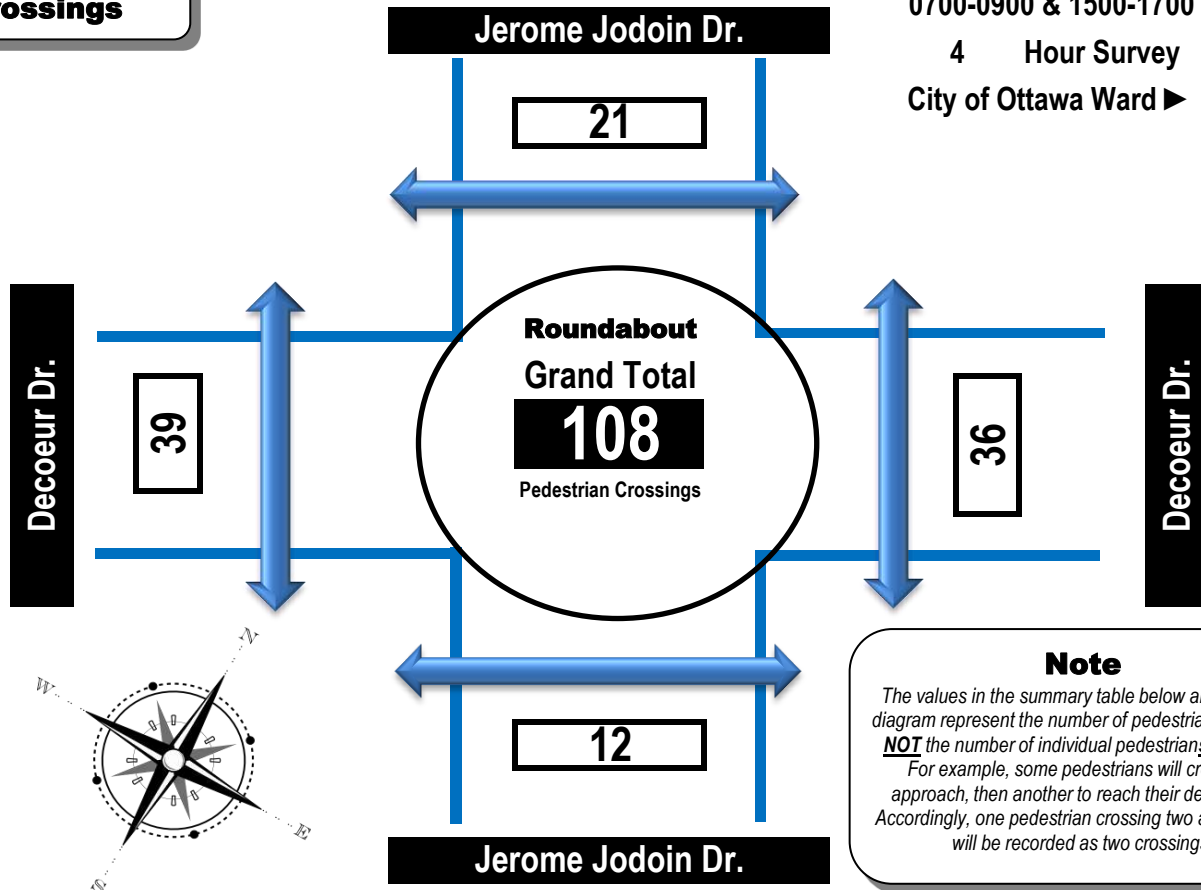 rossings
0700-0900 & 1500-1700
4 Hour Survey
City of Ottawa Ward ►
Jerome Jodoin Dr.
21
Decoeur Dr.
39
Roundabout
Grand Total
108
Pedestrian Crossings
36
Decoeur Dr.
N
W
E
12
Jerome Jodoin Dr.
Note
The values in the summary table below a
diagram represent the number of pedestria
NOT the number of individual pedestrians
For example, some pedestrians will cr
approach, then another to reach their de
Accordingly, one pedestrian crossing two a
will be recorded as two crossing